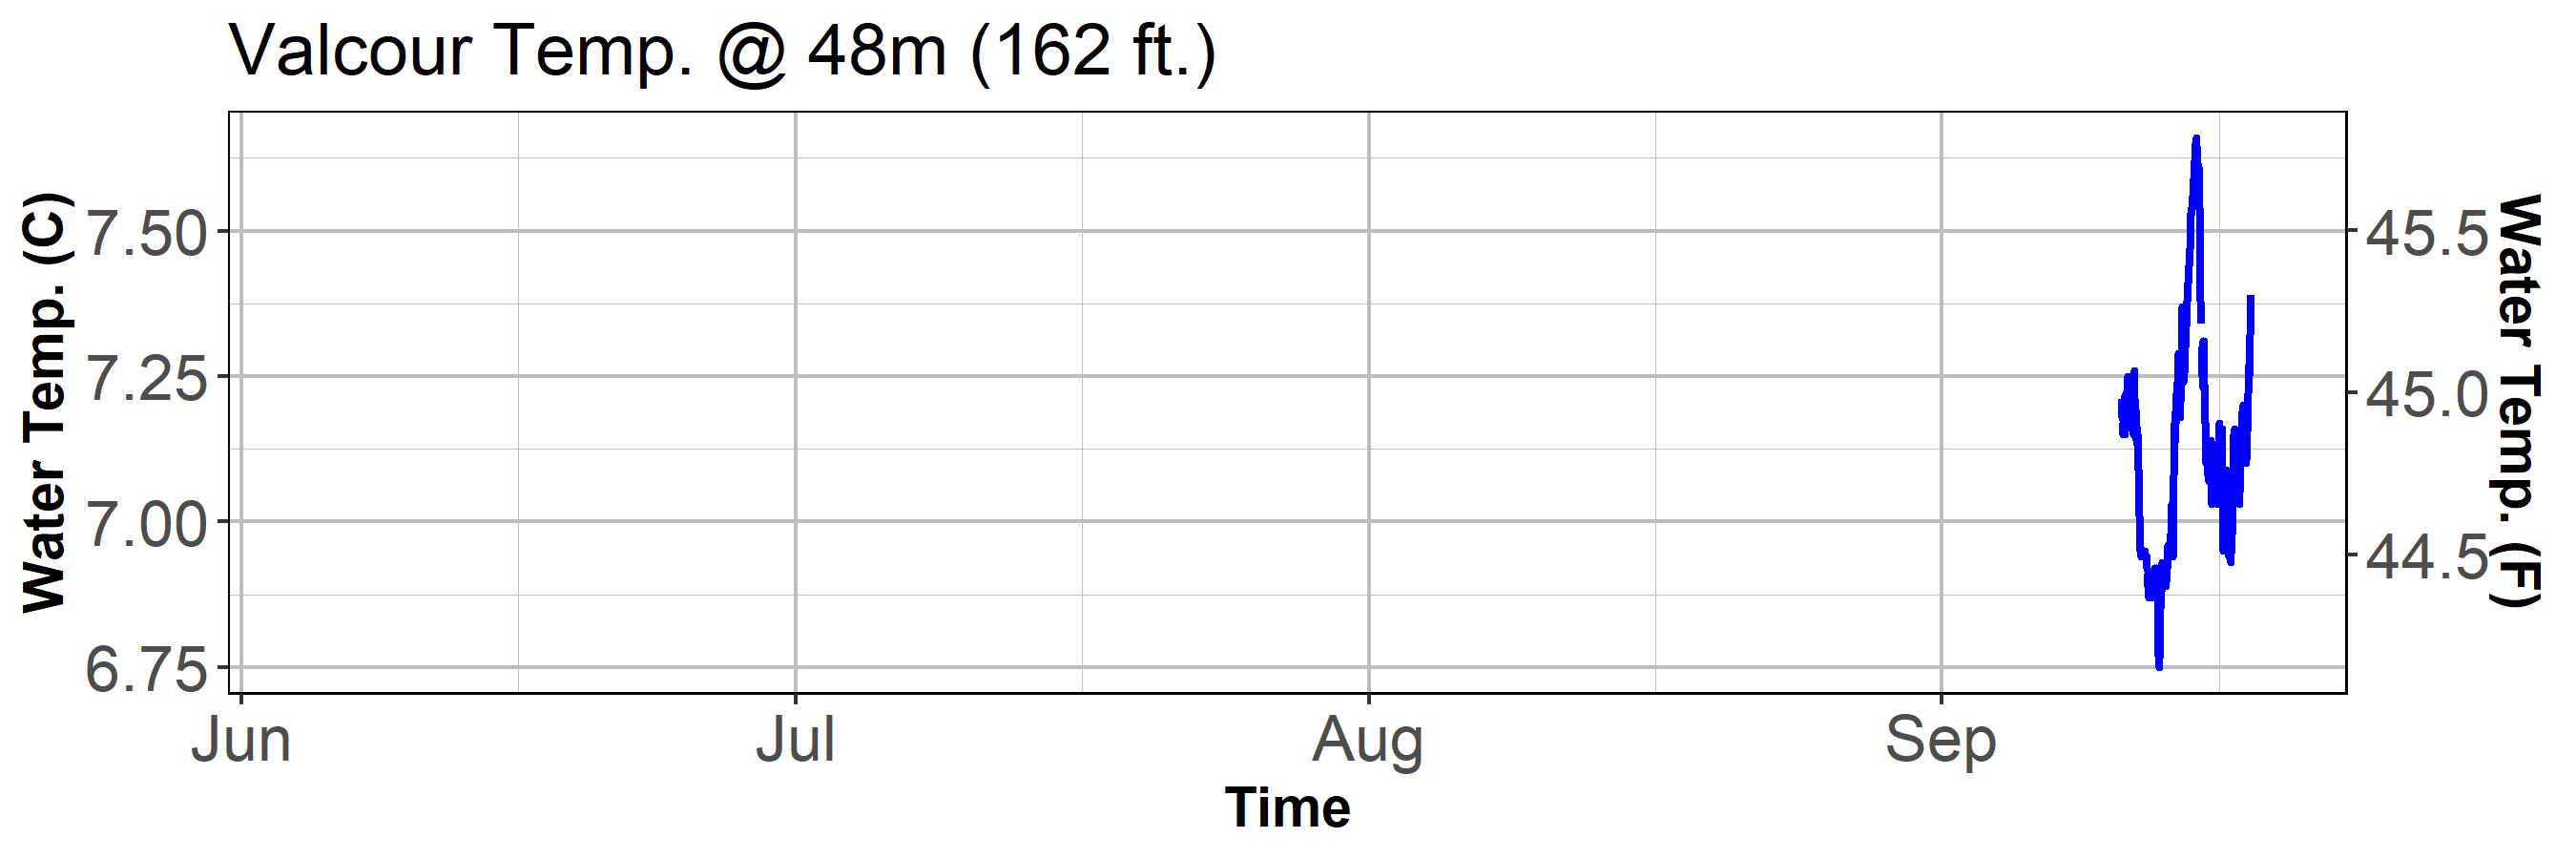 Valcour Temp. @ 48m (162 ft.)
Water Temp. (C)
7.50
7.25
7.00
6.75
45.5
45.0
44.5
Water Temp. (F)
Jun Jul Aug Sep
Time